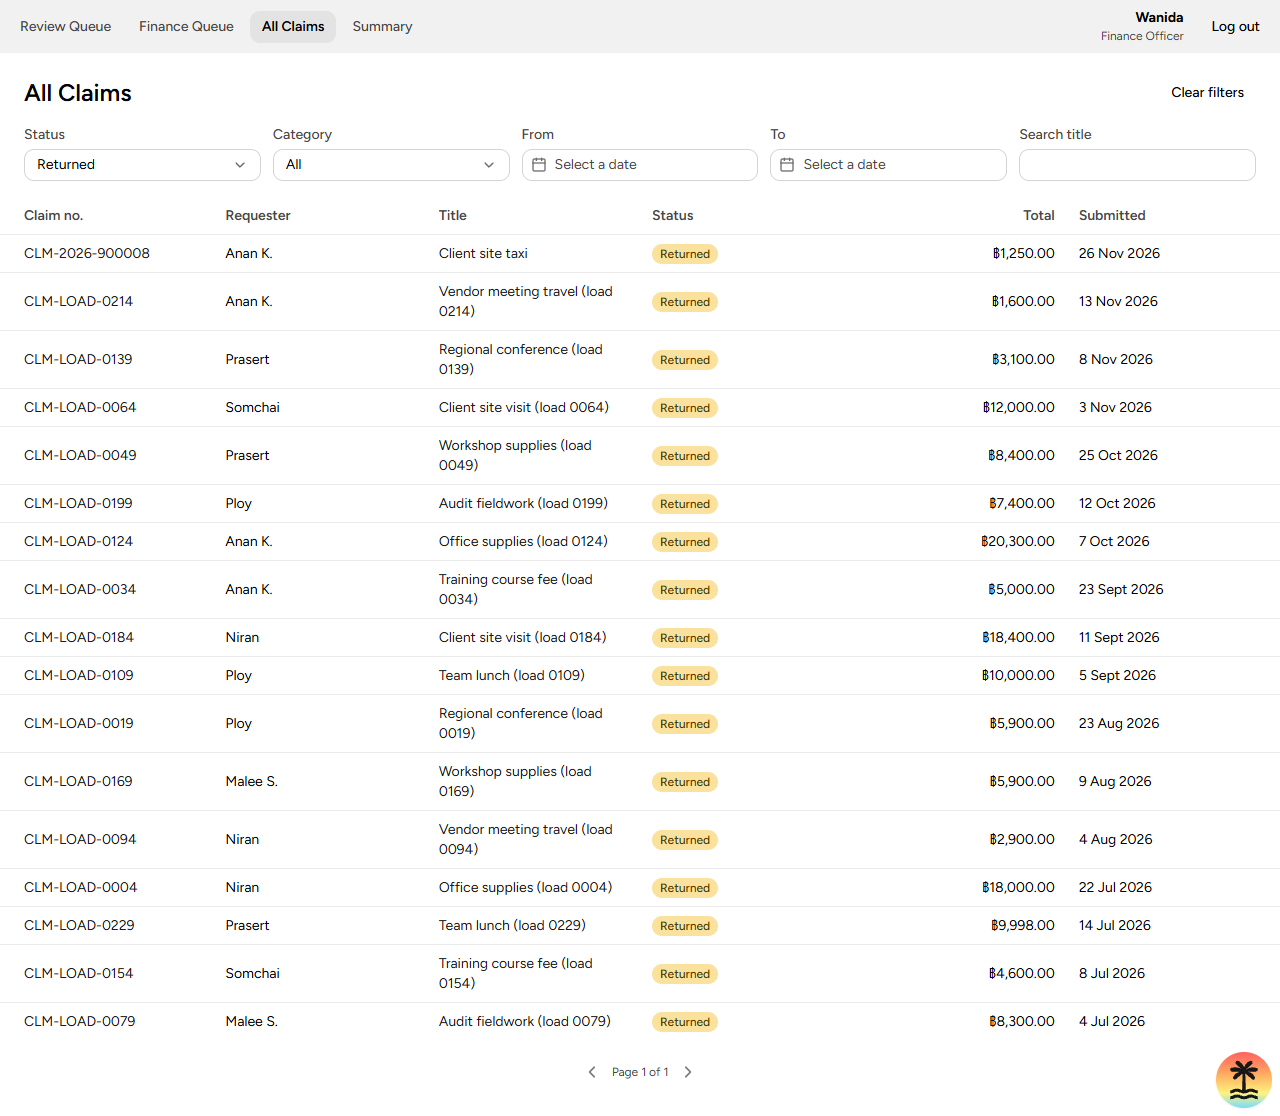 Review Queue Finance Queue All Claims Summary Wanida Finance Officer Log out
All Claims Clear filters
Status Category From To Search title
Returned All Select a date Select a date
Claim no. Requester Title Status Total Submitted
CLM-2026-900008 Anan K. Client site taxi Returned ฿1,250.00 26 Nov 2026
CLM-LOAD-0214 Anan K. Vendor meeting travel (load 0214) Returned ฿1,600.00 13 Nov 2026
CLM-LOAD-0139 Prasert Regional conference (load 0139) Returned ฿3,100.00 8 Nov 2026
CLM-LOAD-0064 Somchai Client site visit (load 0064) Returned ฿12,000.00 3 Nov 2026
CLM-LOAD-0049 Prasert Workshop supplies (load 0049) Returned ฿8,400.00 25 Oct 2026
CLM-LOAD-0199 Ploy Audit fieldwork (load 0199) Returned ฿7,400.00 12 Oct 2026
CLM-LOAD-0124 Anan K. Office supplies (load 0124) Returned ฿20,300.00 7 Oct 2026
CLM-LOAD-0034 Anan K. Training course fee (load 0034) Returned ฿5,000.00 23 Sept 2026
CLM-LOAD-0184 Niran Client site visit (load 0184) Returned ฿18,400.00 11 Sept 2026
CLM-LOAD-0109 Ploy Team lunch (load 0109) Returned ฿10,000.00 5 Sept 2026
CLM-LOAD-0019 Ploy Regional conference (load 0019) Returned ฿5,900.00 23 Aug 2026
CLM-LOAD-0169 Malee S. Workshop supplies (load 0169) Returned ฿5,900.00 9 Aug 2026
CLM-LOAD-0094 Niran Vendor meeting travel (load 0094) Returned ฿2,900.00 4 Aug 2026
CLM-LOAD-0004 Niran Office supplies (load 0004) Returned ฿18,000.00 22 Jul 2026
CLM-LOAD-0229 Prasert Team lunch (load 0229) Returned ฿9,998.00 14 Jul 2026
CLM-LOAD-0154 Somchai Training course fee (load 0154) Returned ฿4,600.00 8 Jul 2026
CLM-LOAD-0079 Malee S. Audit fieldwork (load 0079) Returned ฿8,300.00 4 Jul 2026
Page 1 of 1